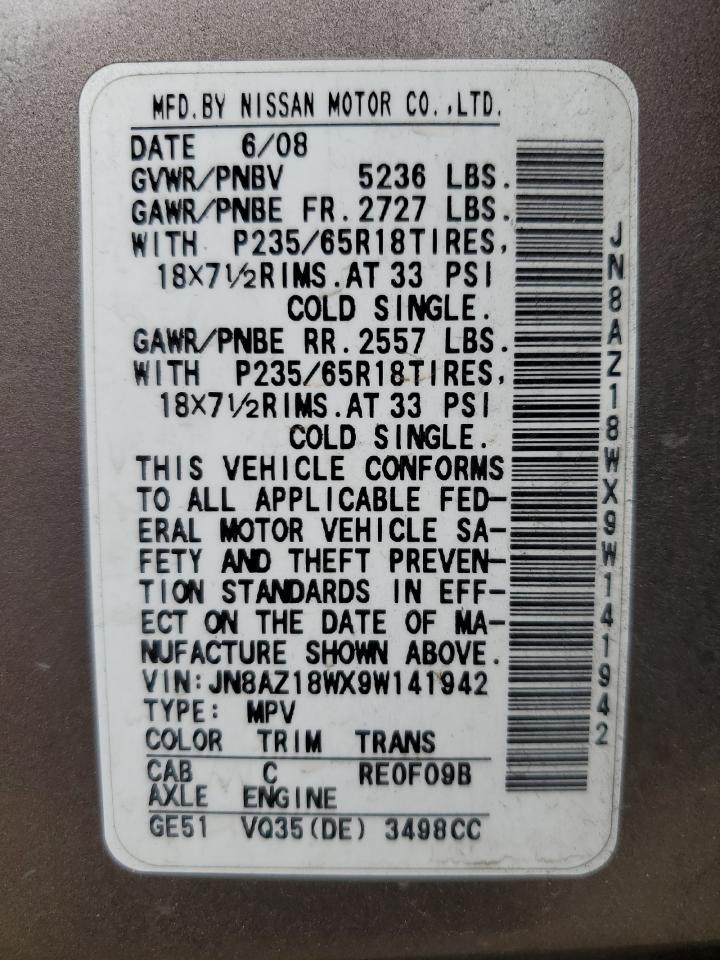 MFD.BY NISSAN MOTOR CO.,LTD.
DATE 6/08
GVWR/PNBV 5236 LBS.
GAWR/PNBE FR.2727 LBS.
WITH P235/65R18TIRES,
18X7½RIMS.AT 33 PSI
COLD SINGLE.
GAWR/PNBE RR.2557 LBS.
WITH P235/65R18TIRES,
18X7½RIMS.AT 33 PSI
COLD SINGLE.
THIS VEHICLE CONFORMS
TO ALL APPLICABLE FED-
ERAL MOTOR VEHICLE SA-
FETY AND THEFT PREVEN-
TION STANDARDS IN EFF-
ECT ON THE DATE OF MA-
NUFACTURE SHOWN ABOVE.
VIN:JN8AZ18WX9W141942
TYPE: MPV
COLOR TRIM TRANS
CAB C RE0F09B
AXLE ENGINE
GE51 VQ35(DE) 3498CC
JN8AZ18WX9W141942